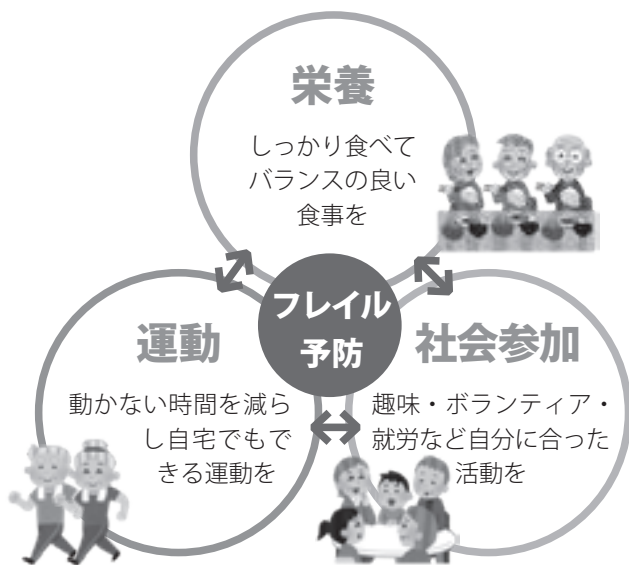 栄養
しっかり食べて
バランスの良い
食事を
フレイル
予防
運動
動かない時間を減ら
し自宅でもで
きる運動を
社会参加
趣味・ボランティア・
就労など自分に合った
活動を